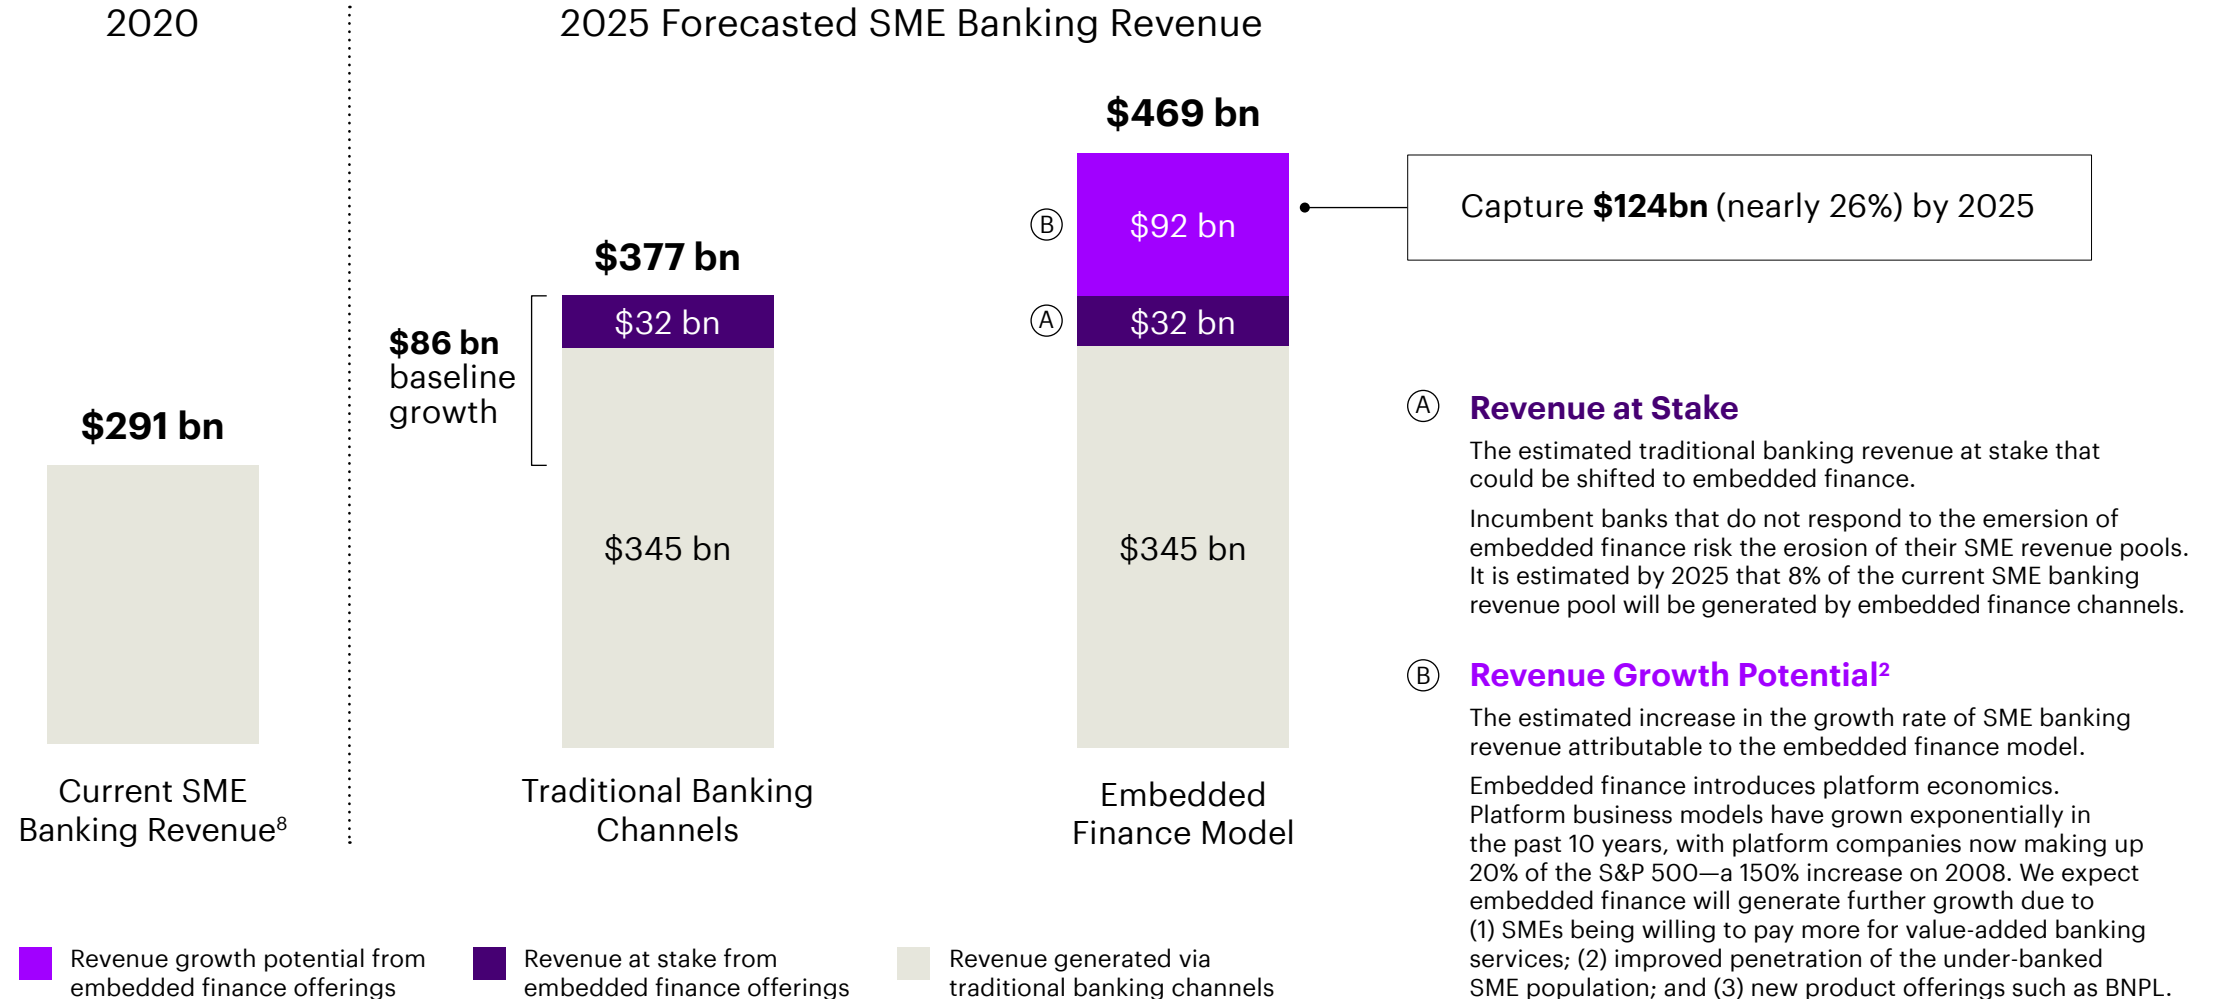 2020
2025 Forecasted SME Banking Revenue
$291 bn
Current SME
Banking Revenue⁸
$86 bn
baseline
growth
$377 bn
$32 bn
$345 bn
Traditional Banking
Channels
$469 bn
B
$92 bn
A
$32 bn
$345 bn
Embedded
Finance Model
Capture $124bn (nearly 26%) by 2025
A Revenue at Stake
The estimated traditional banking revenue at stake that
could be shifted to embedded finance.
Incumbent banks that do not respond to the emersion of
embedded finance risk the erosion of their SME revenue pools.
It is estimated by 2025 that 8% of the current SME banking
revenue pool will be generated by embedded finance channels.
B Revenue Growth Potential²
The estimated increase in the growth rate of SME banking
revenue attributable to the embedded finance model.
Embedded finance introduces platform economics.
Platform business models have grown exponentially in
the past 10 years, with platform companies now making up
20% of the S&P 500—a 150% increase on 2008. We expect
embedded finance will generate further growth due to
(1) SMEs being willing to pay more for value-added banking
services; (2) improved penetration of the under-banked
SME population; and (3) new product offerings such as BNPL.
Revenue growth potential from
embedded finance offerings
Revenue at stake from
embedded finance offerings
Revenue generated via
traditional banking channels